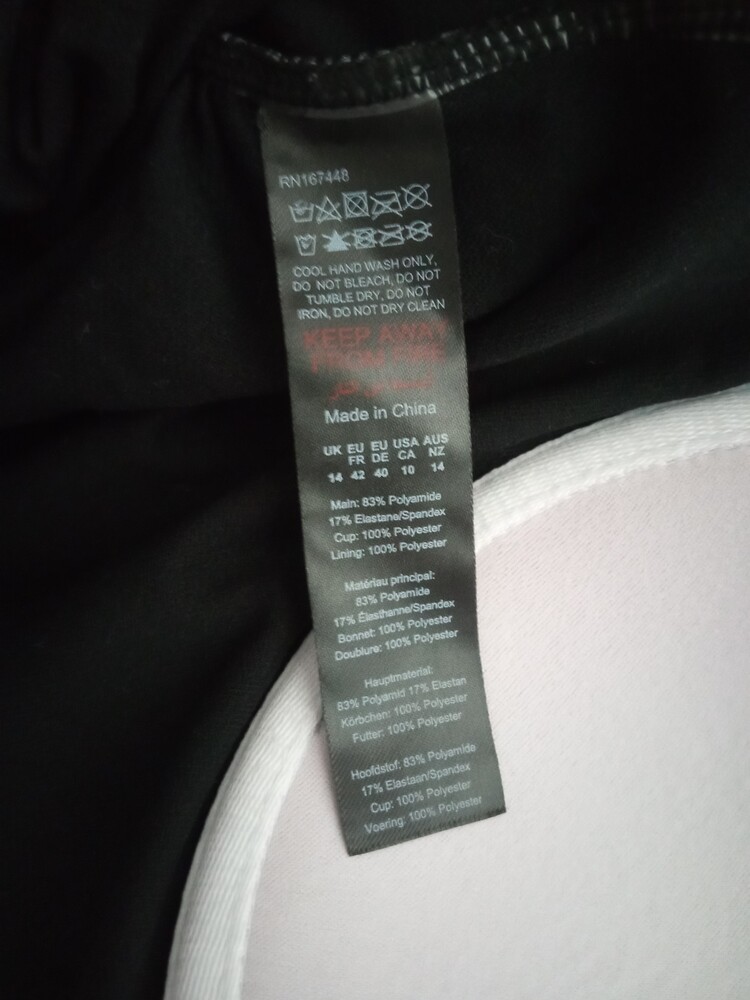 RN167448
COOL HAND WASH ONLY,
DO NOT BLEACH, DO NOT
TUMBLE DRY, DO NOT
IRON, DO NOT DRY CLEAN
KEEP AWAY
FROM FIRE
Made in China
UK EU EU USA AUS
FR DE CA NZ
14 42 40 10 14
Main: 83% Polyamide
17% Elastane/Spandex
Cup: 100% Polyester
Lining: 100% Polyester
Matériau principal:
83% Polyamide
17% Élasthanne/Spandex
Bonnet: 100% Polyester
Doublure: 100% Polyester
Hauptmaterial:
83% Polyamid 17% Elastan
Körbchen: 100% Polyester
Futter: 100% Polyester
Hoofdstof: 83% Polyamide
17% Elastaan/Spandex
Cup: 100% Polyester
Voering: 100% Polyester